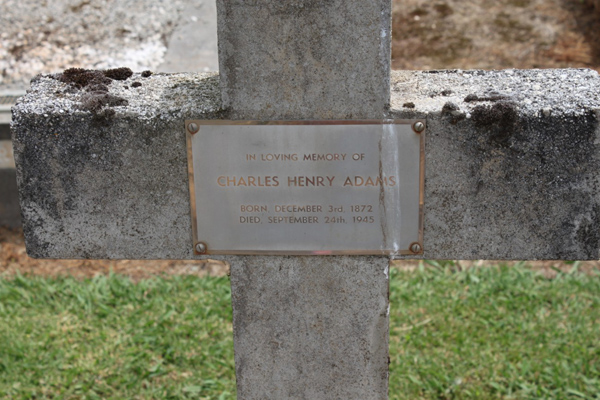 IN LOVING MEMORY OF
CHARLES HENRY ADAMS
BORN, DECEMBER 3rd, 1872
DIED, SEPTEMBER 24th, 1945